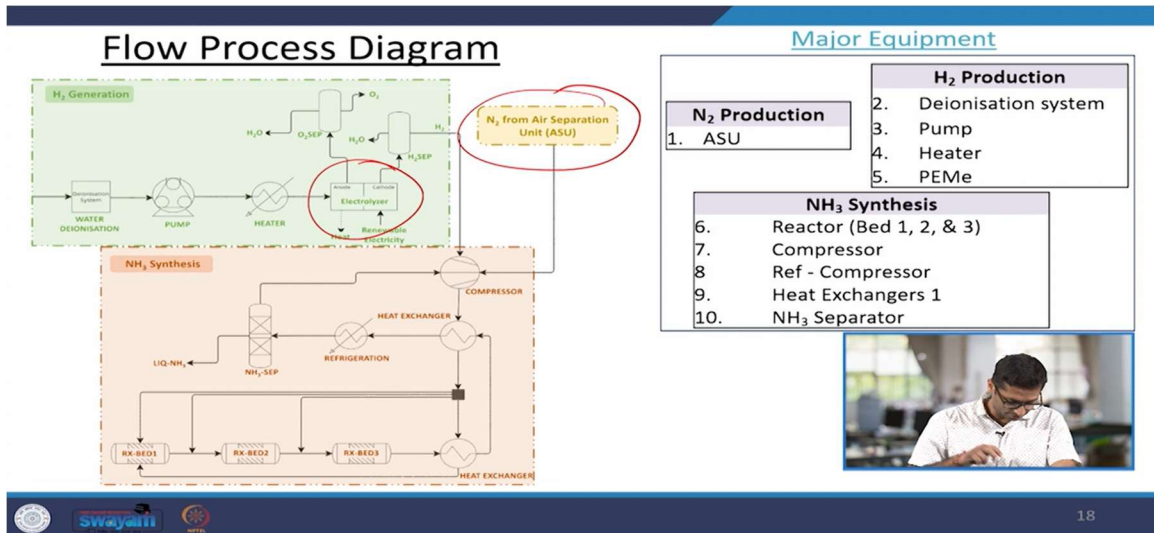 Flow Process Diagram
H₂ Generation
O₂
H₂O
O₂SEP
H₂O
H₂
H₂SEP
N₂ from Air Separation
Unit (ASU)
Deionisation
System
WATER
DEIONISATION
PUMP
HEATER
Anode
Cathode
Electrolyzer
Heat
Renewable
Electricity
NH₃ Synthesis
COMPRESSOR
HEAT EXCHANGER
REFRIGERATION
LIQ-NH₃
NH₃-SEP
RX-BED1
RX-BED2
RX-BED3
HEAT EXCHANGER
Major Equipment
N₂ Production
1. ASU
H₂ Production
2. Deionisation system
3. Pump
4. Heater
5. PEMe
NH₃ Synthesis
6. Reactor (Bed 1, 2, & 3)
7. Compressor
8 Ref - Compressor
9. Heat Exchangers 1
10. NH₃ Separator
swayam
NPTEL
18